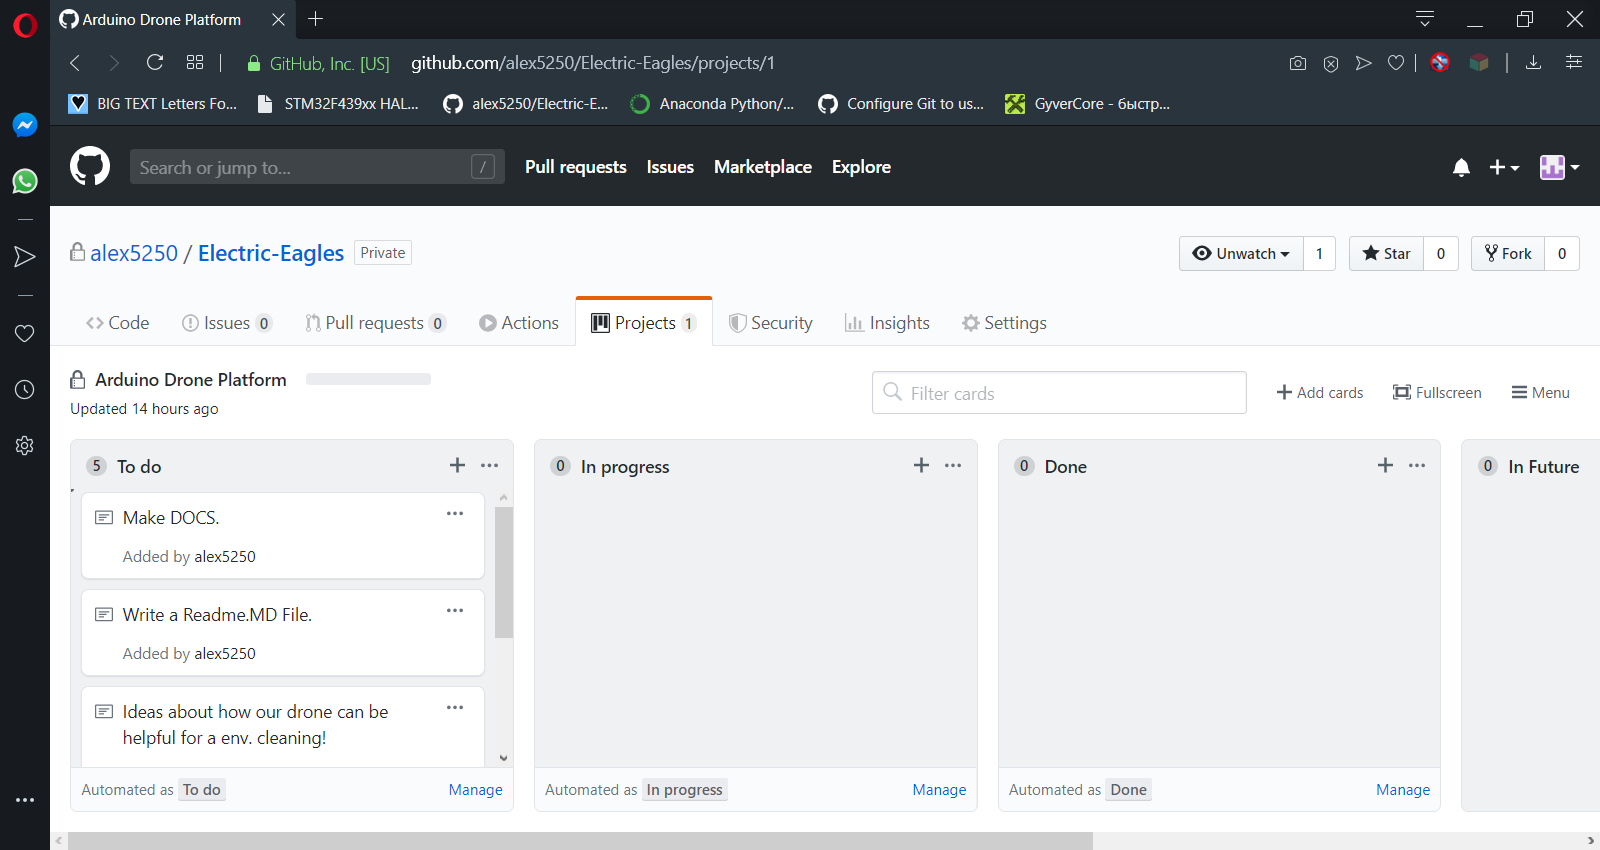 Arduino Drone Platform
GitHub, Inc. [US] github.com/alex5250/Electric-Eagles/projects/1
BIG TEXT Letters Fo... STM32F439xx HAL... alex5250/Electric-E... Anaconda Python/... Configure Git to us... GyverCore - быстр...
Search or jump to... / Pull requests Issues Marketplace Explore
alex5250 / Electric-Eagles Private Unwatch 1 Star 0 Fork 0
Code Issues 0 Pull requests 0 Actions Projects 1 Security Insights Settings
Arduino Drone Platform Filter cards Add cards Fullscreen Menu
Updated 14 hours ago
5 To do 0 In progress 0 Done 0 In Future
Make DOCS.
Added by alex5250
Write a Readme.MD File.
Added by alex5250
Ideas about how our drone can be
helpful for a env. cleaning!
Automated as To do Manage Automated as In progress Manage Automated as Done Manage